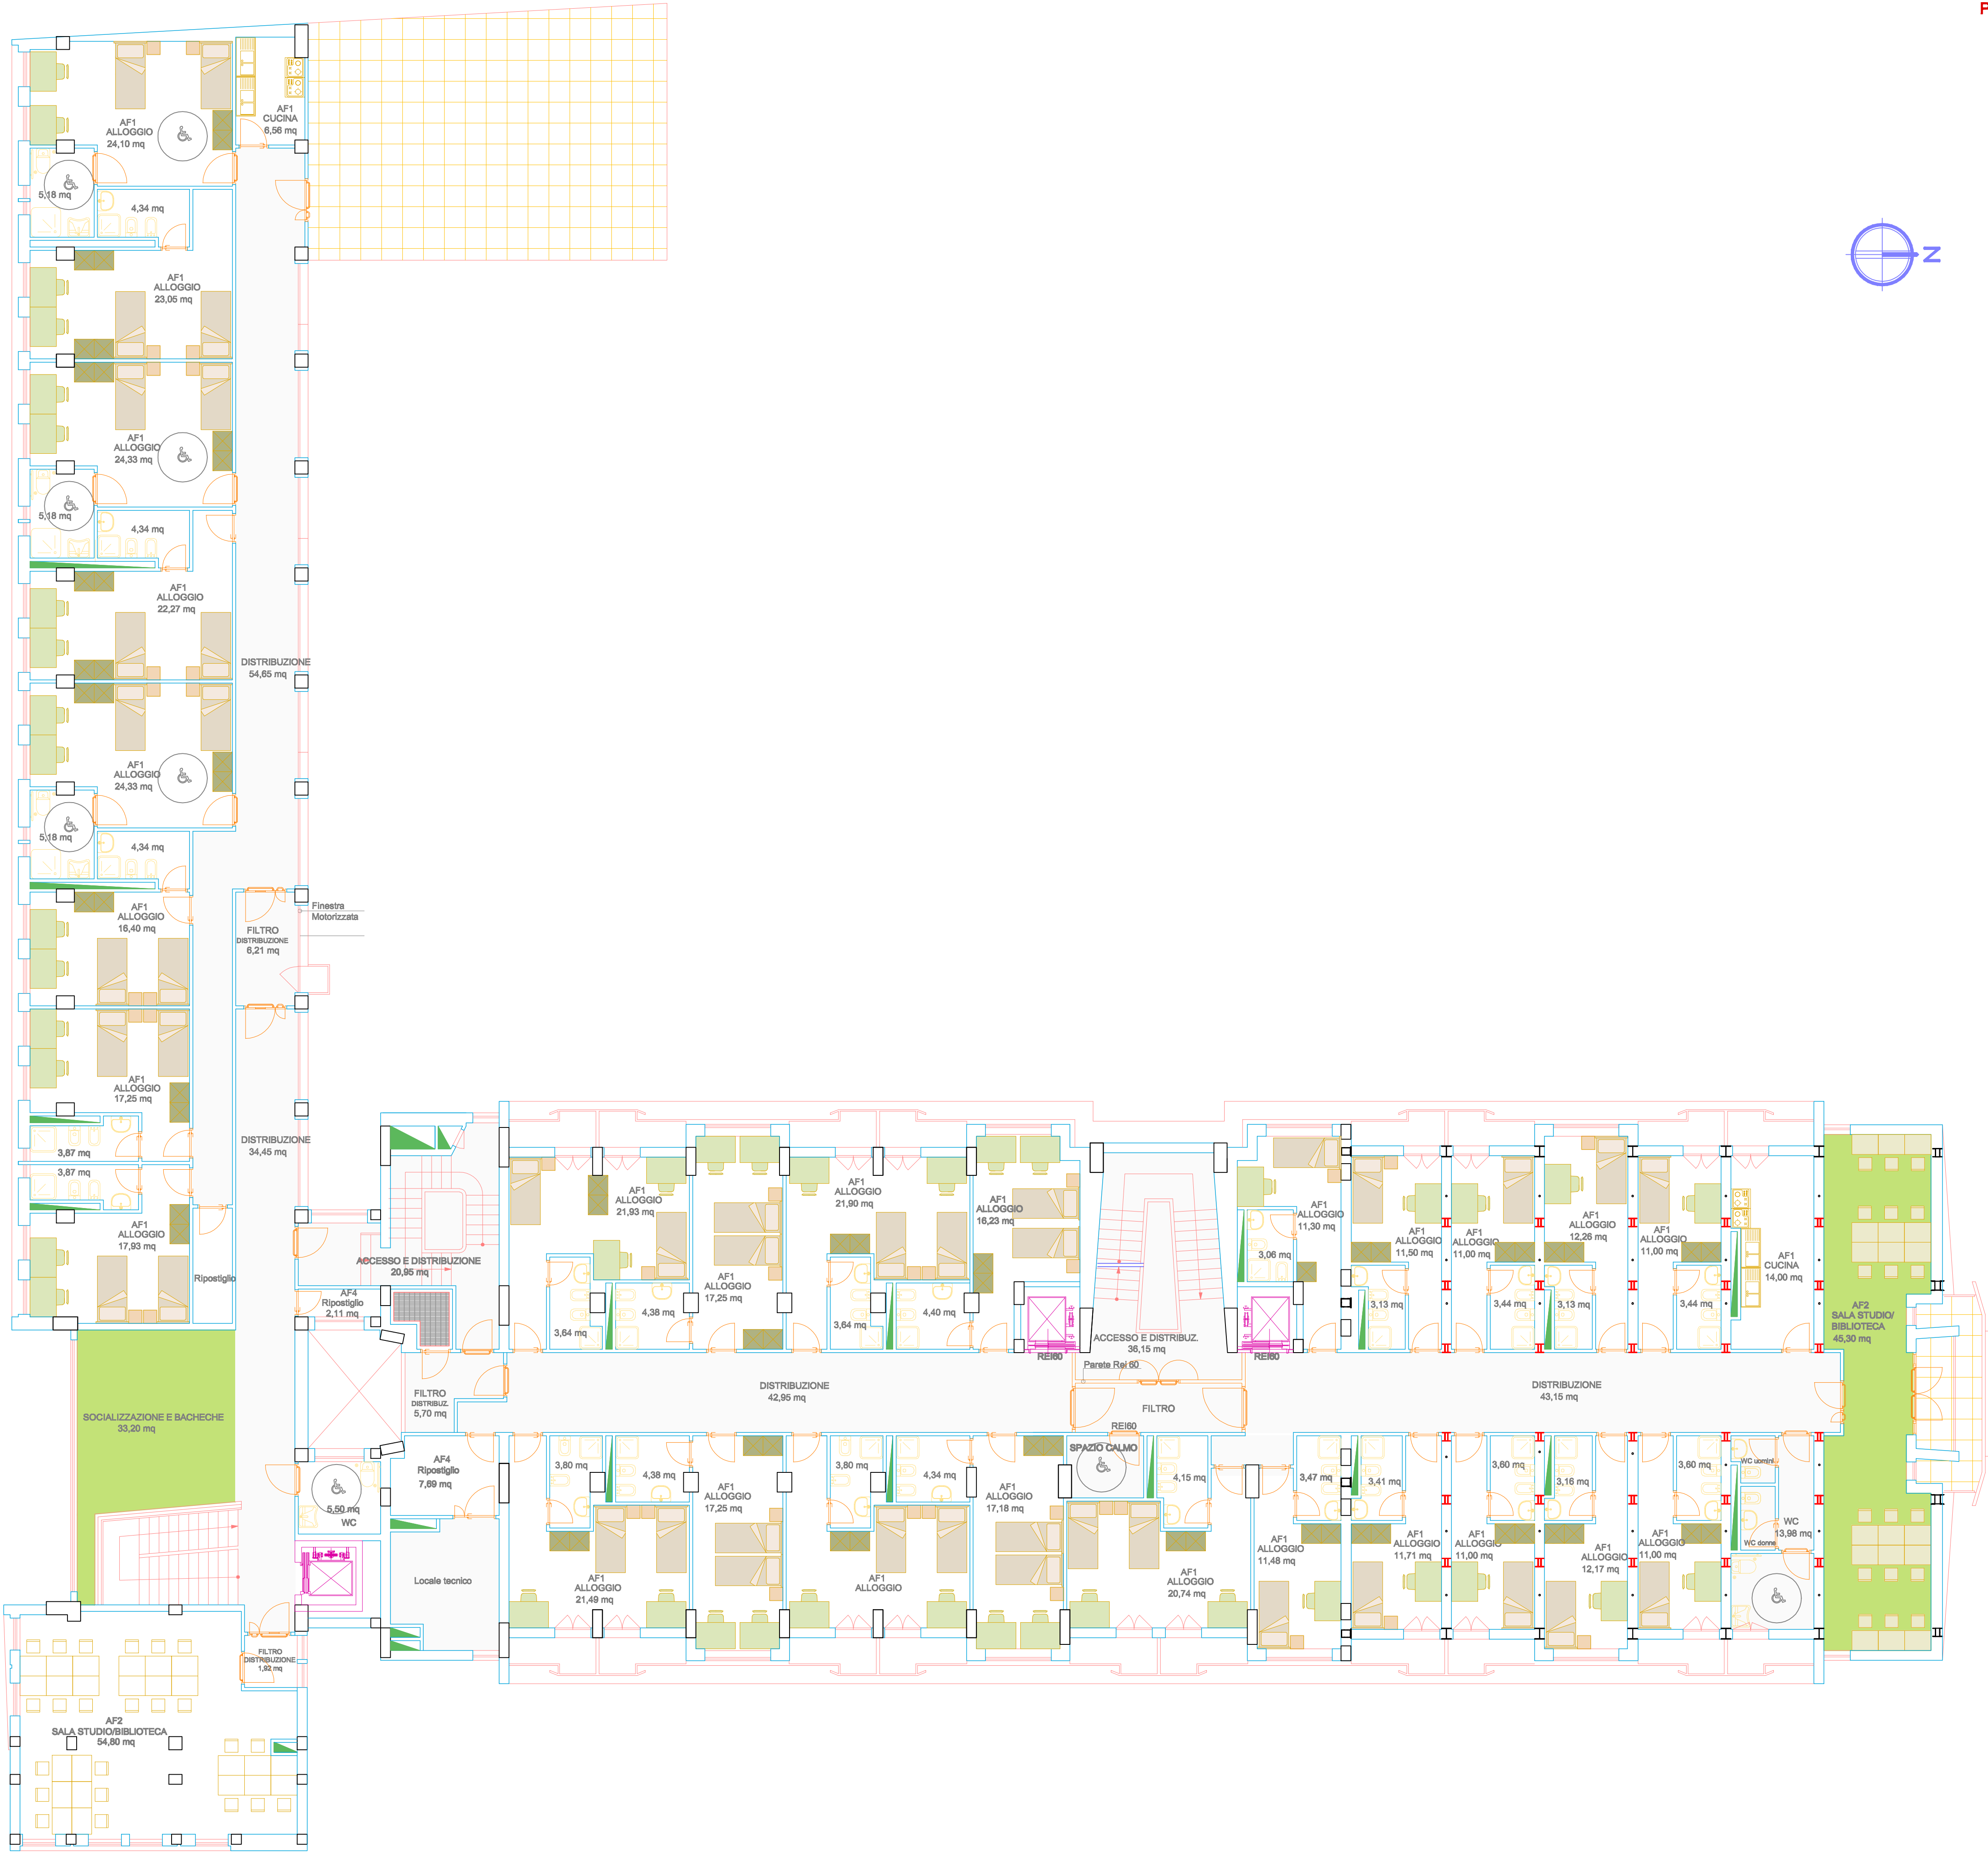 P
AF1
CUCINA
6,56 mq
AF1
ALLOGGIO
24,10 mq
5,18 mq
4,34 mq
N
AF1
ALLOGGIO
23,05 mq
AF1
ALLOGGIO
24,33 mq
5,18 mq
4,34 mq
AF1
ALLOGGIO
22,27 mq
DISTRIBUZIONE
54,65 mq
AF1
ALLOGGIO
24,33 mq
5,18 mq
4,34 mq
AF1
ALLOGGIO
16,40 mq
Finestra
Motorizzata
FILTRO
DISTRIBUZIONE
6,21 mq
AF1
ALLOGGIO
17,25 mq
3,87 mq
3,87 mq
DISTRIBUZIONE
34,45 mq
AF1
ALLOGGIO
17,93 mq
Ripostiglio
ACCESSO E DISTRIBUZIONE
20,95 mq
AF4
Ripostiglio
2,11 mq
AF1
ALLOGGIO
21,93 mq
3,64 mq
4,38 mq
AF1
ALLOGGIO
17,25 mq
AF1
ALLOGGIO
21,90 mq
3,64 mq
4,40 mq
AF1
ALLOGGIO
16,23 mq
REI60
ACCESSO E DISTRIBUZ.
36,15 mq
Parete Rei 60
REI60
AF1
ALLOGGIO
11,30 mq
3,06 mq
AF1
ALLOGGIO
11,50 mq
3,13 mq
AF1
ALLOGGIO
11,00 mq
3,44 mq
AF1
ALLOGGIO
12,26 mq
3,13 mq
AF1
ALLOGGIO
11,00 mq
3,44 mq
AF1
CUCINA
14,00 mq
AF2
SALA STUDIO/
BIBLIOTECA
45,30 mq
FILTRO
DISTRIBUZ.
5,70 mq
DISTRIBUZIONE
42,95 mq
FILTRO
REI60
DISTRIBUZIONE
43,15 mq
SOCIALIZZAZIONE E BACHECHE
33,20 mq
AF4
Ripostiglio
7,69 mq
5,50 mq
WC
Locale tecnico
3,80 mq
4,38 mq
AF1
ALLOGGIO
17,25 mq
AF1
ALLOGGIO
21,49 mq
3,80 mq
4,34 mq
AF1
ALLOGGIO
17,18 mq
AF1
ALLOGGIO
SPAZIO CALMO
4,15 mq
AF1
ALLOGGIO
20,74 mq
3,47 mq
AF1
ALLOGGIO
11,48 mq
3,41 mq
AF1
ALLOGGIO
11,71 mq
3,60 mq
AF1
ALLOGGIO
11,00 mq
3,16 mq
AF1
ALLOGGIO
12,17 mq
3,60 mq
AF1
ALLOGGIO
11,00 mq
WC uomini
WC
13,98 mq
WC donne
FILTRO
DISTRIBUZIONE
1,92 mq
AF2
SALA STUDIO/BIBLIOTECA
54,80 mq